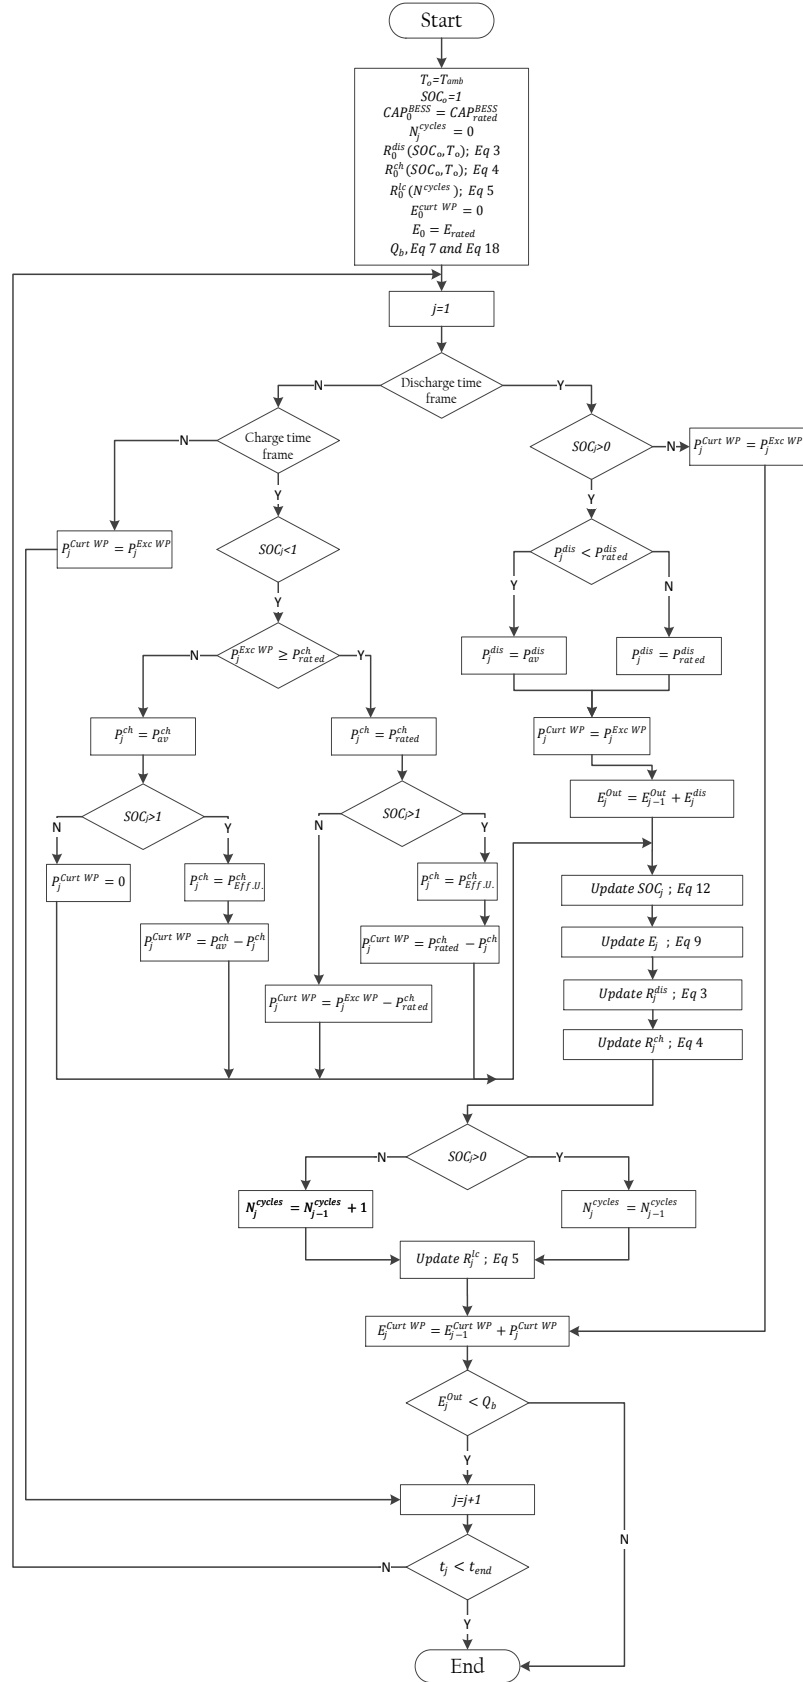 Start
T_o=T_amb
SOC_o=1
CAP_0^BESS = CAP_rated^BESS
N_j^cycles = 0
R_0^dis(SOC_o, T_o); Eq 3
R_0^ch(SOC_o, T_o); Eq 4
R_0^lc(N^cycles); Eq 5
E_0^curt WP = 0
E_0 = E_rated
Q_b, Eq 7 and Eq 18
j=1
Discharge time
frame
N
Y
Charge time
frame
N
Y
SOC_j>0
N
Y
P_j^Curt WP = P_j^Exc WP
P_j^Curt WP = P_j^Exc WP
SOC_j<1
Y
P_j^dis < P_rated^dis
Y
N
P_j^Exc WP ≥ P_rated^ch
N
Y
P_j^dis = P_av^dis
P_j^dis = P_rated^dis
P_j^ch = P_av^ch
P_j^ch = P_rated^ch
P_j^Curt WP = P_j^Exc WP
E_j^Out = E_j-1^Out + E_j^dis
SOC_j>1
N
Y
SOC_j>1
N
Y
P_j^Curt WP = 0
P_j^ch = P_Eff.U.^ch
P_j^ch = P_Eff.U.^ch
Update SOC_j ; Eq 12
P_j^Curt WP = P_av^ch − P_j^ch
P_j^Curt WP = P_rated^ch − P_j^ch
Update E_j ; Eq 9
Update R_j^dis ; Eq 3
P_j^Curt WP = P_j^Exc WP − P_rated^ch
Update R_j^ch ; Eq 4
SOC_j>0
N
Y
N_j^cycles = N_j-1^cycles + 1
N_j^cycles = N_j-1^cycles
Update R_j^lc ; Eq 5
E_j^Curt WP = E_j-1^Curt WP + P_j^Curt WP
E_j^Out < Q_b
Y
N
j=j+1
t_j < t_end
N
Y
End